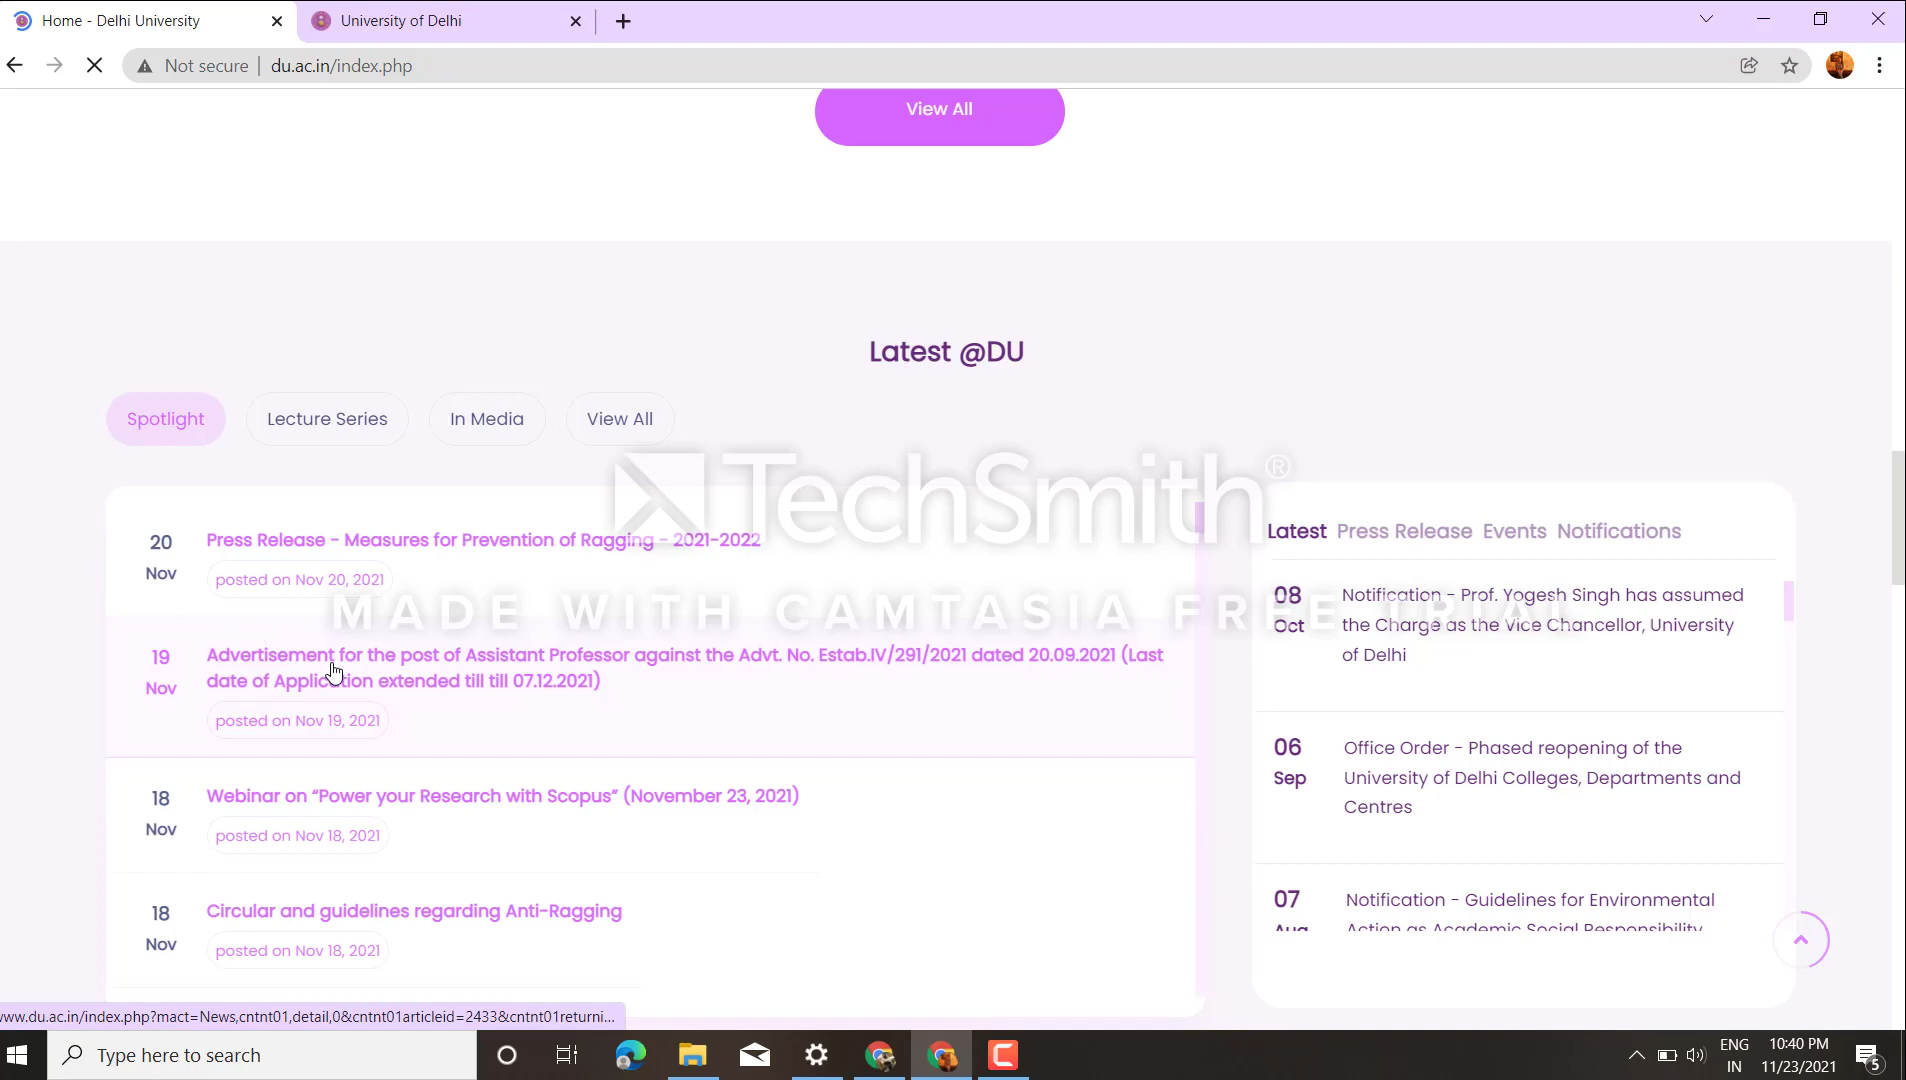 Home - Delhi University
University of Delhi
Not secure
du.ac.in/index.php
View All
Latest @DU
Spotlight
Lecture Series
In Media
View All
TechSmith®
MADE WITH CAMTASIA FREE TRIAL
20
Nov
Press Release - Measures for Prevention of Ragging - 2021-2022
posted on Nov 20, 2021
19
Nov
Advertisement for the post of Assistant Professor against the Advt. No. Estab.IV/291/2021 dated 20.09.2021 (Last
date of Application extended till till 07.12.2021)
posted on Nov 19, 2021
18
Nov
Webinar on “Power your Research with Scopus” (November 23, 2021)
posted on Nov 18, 2021
18
Nov
Circular and guidelines regarding Anti-Ragging
posted on Nov 18, 2021
Latest Press Release Events Notifications
08
Oct
Notification - Prof. Yogesh Singh has assumed
the Charge as the Vice Chancellor, University
of Delhi
06
Sep
Office Order - Phased reopening of the
University of Delhi Colleges, Departments and
Centres
07
Aug
Notification - Guidelines for Environmental
Action as Academic Social Responsibility
www.du.ac.in/index.php?mact=News,cntnt01,detail,0&cntnt01articleid=2433&cntnt01returni...
Type here to search
ENG
IN
10:40 PM
11/23/2021
5